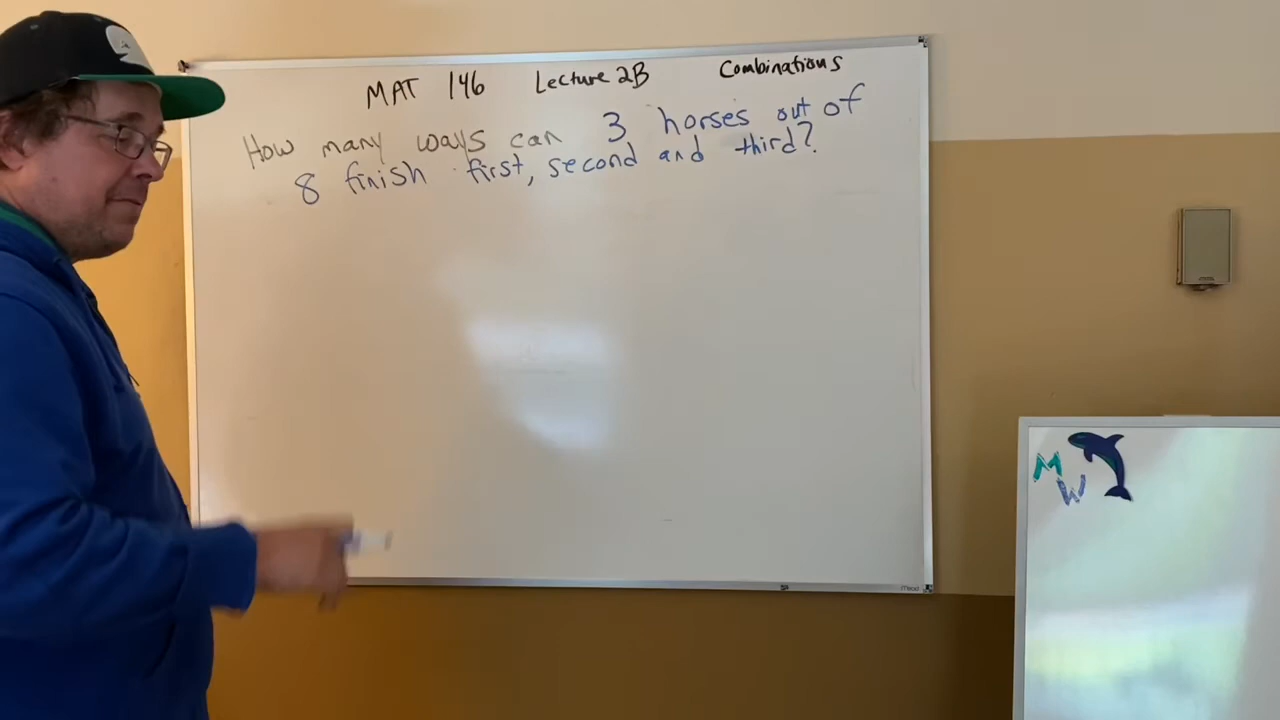 MAT 146 Lecture 2B Combinations
How many ways can 3 horses out of
8 finish first, second and third?
M
W